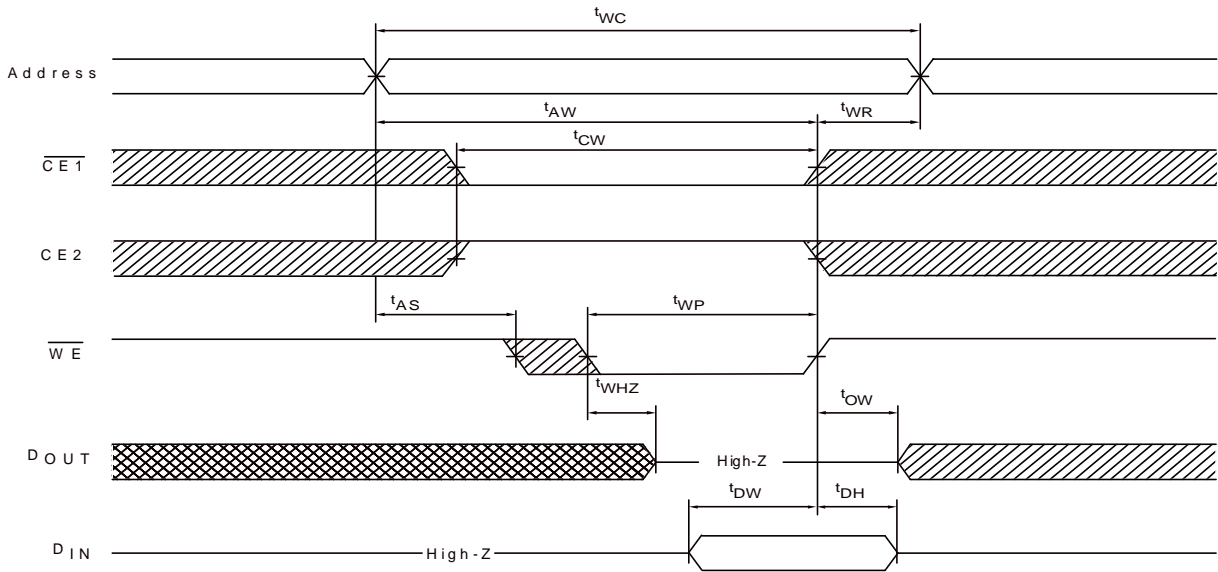 tWC
Address
tAW
tWR
tCW
CE1
CE2
tAS
tWP
WE
tWHZ
tOW
DOUT
High-Z
tDW
tDH
DIN
High-Z